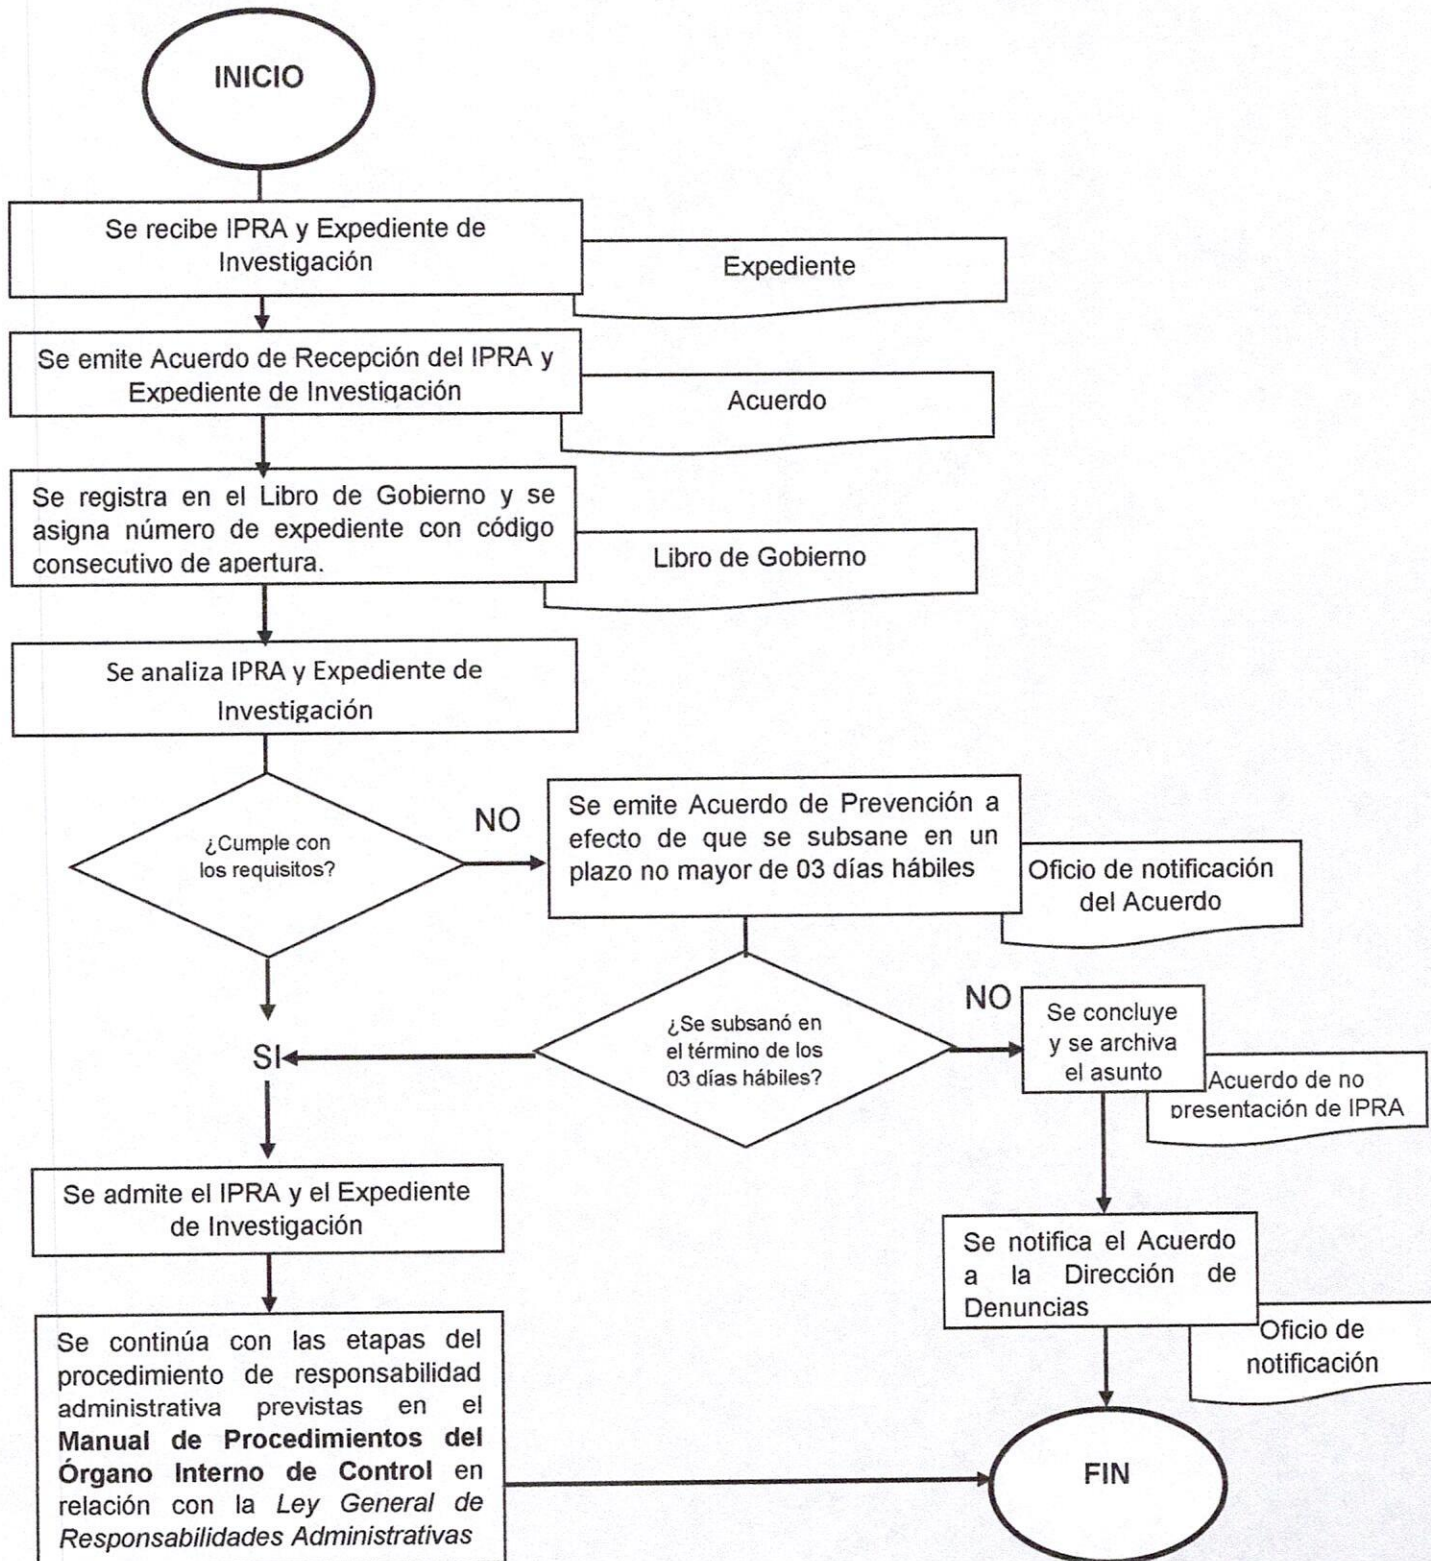 INICIO
Se recibe IPRA y Expediente de
Investigación
Expediente
Se emite Acuerdo de Recepción del IPRA y
Expediente de Investigación
Acuerdo
Se registra en el Libro de Gobierno y se
asigna número de expediente con código
consecutivo de apertura.
Libro de Gobierno
Se analiza IPRA y Expediente de
Investigación
¿Cumple con
los requisitos?
NO
Se emite Acuerdo de Prevención a
efecto de que se subsane en un
plazo no mayor de 03 días hábiles
Oficio de notificación
del Acuerdo
¿Se subsanó en
el término de los
03 días hábiles?
NO
Se concluye
y se archiva
el asunto
Acuerdo de no
presentación de IPRA
SI
Se admite el IPRA y el Expediente
de Investigación
Se notifica el Acuerdo
a la Dirección de
Denuncias
Oficio de
notificación
Se continúa con las etapas del
procedimiento de responsabilidad
administrativa previstas en el
Manual de Procedimientos del
Órgano Interno de Control en
relación con la Ley General de
Responsabilidades Administrativas
FIN